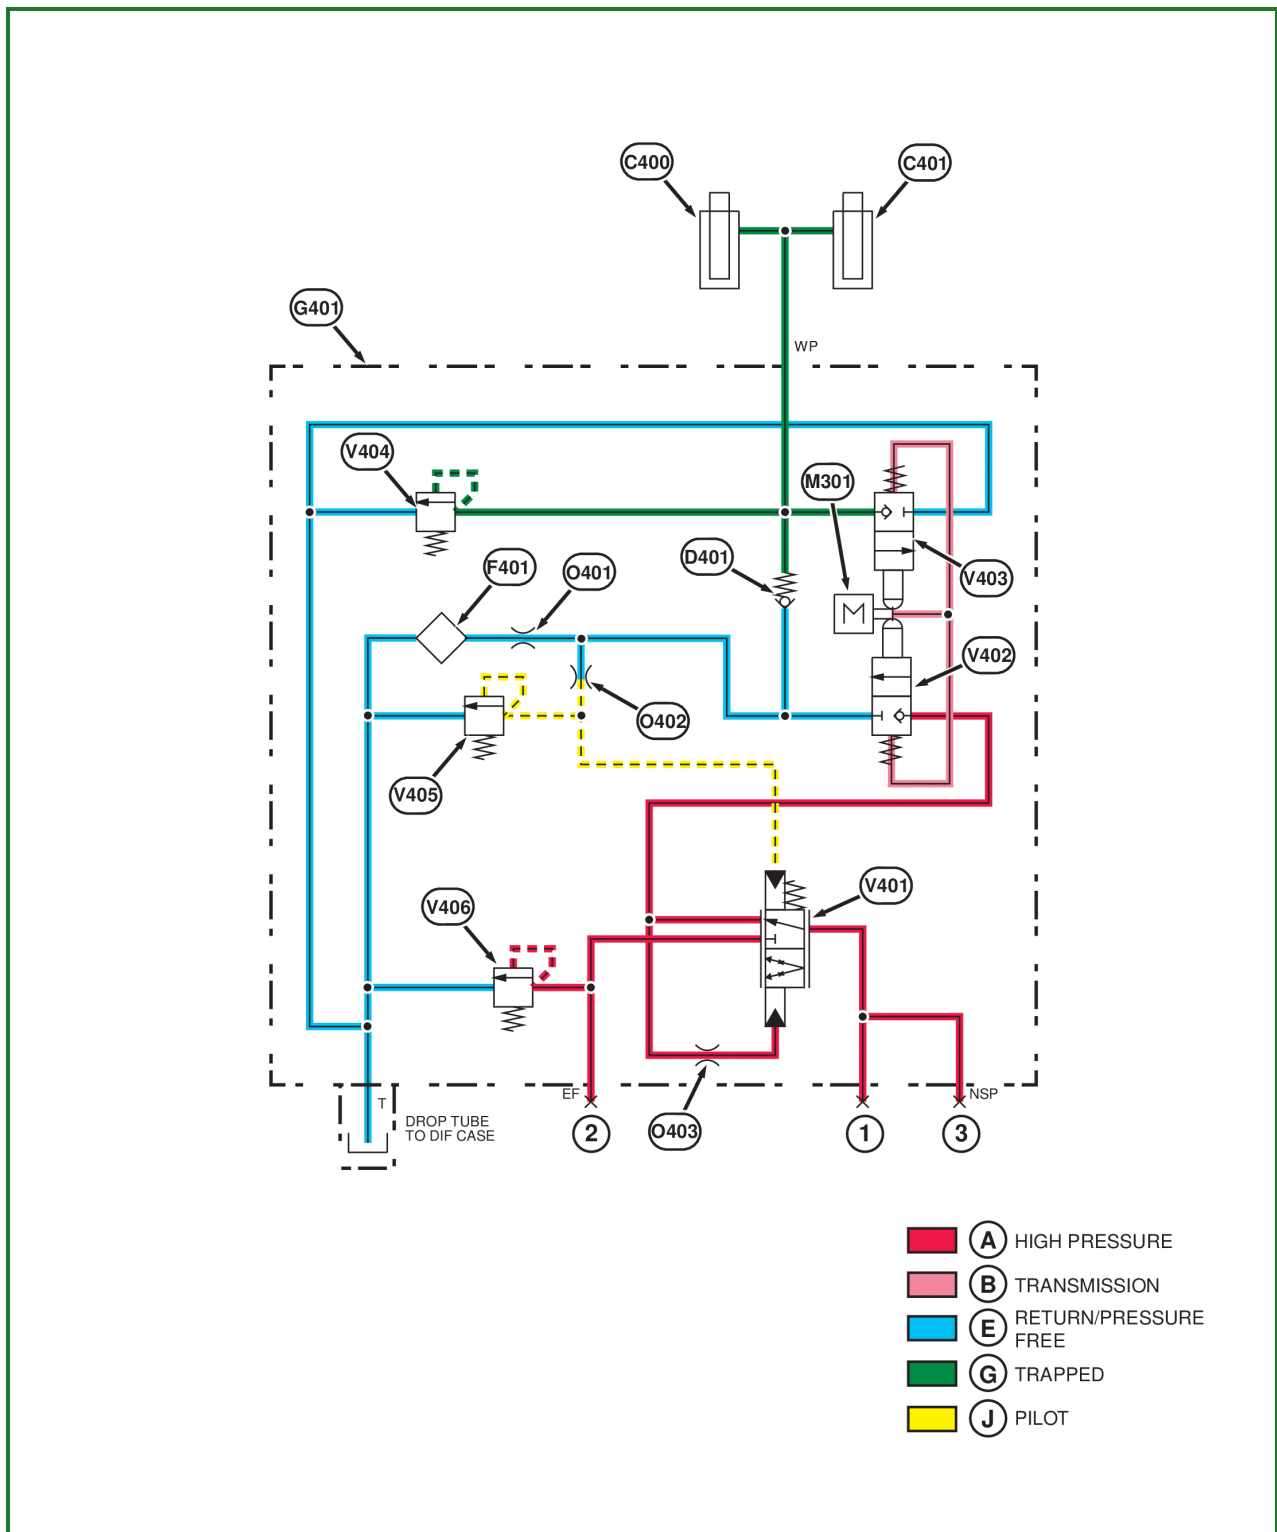 C400
C401
G401
WP
V404
M301
F401
O401
D401
V403
V402
O402
V405
V401
V406
EF
NSP
T
DROP TUBE
TO DIF CASE
2
O403
1
3
A HIGH PRESSURE
B TRANSMISSION
E RETURN/PRESSURE
FREE
G TRAPPED
J PILOT